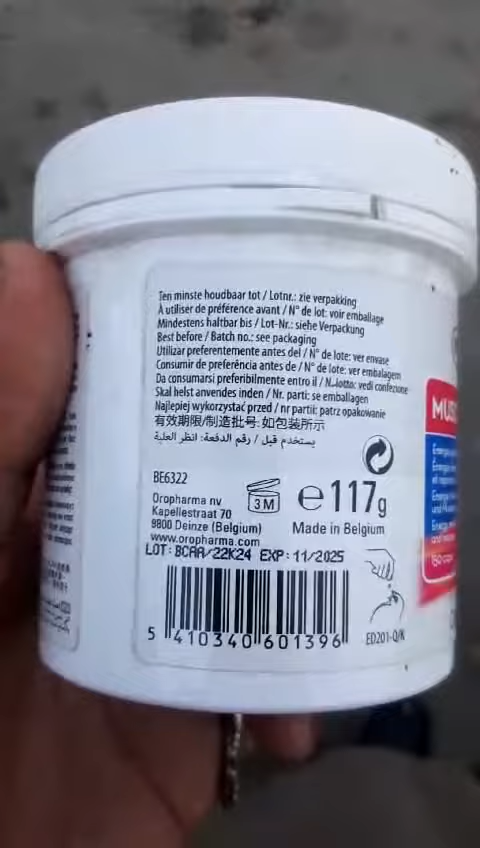 Ten minste houdbaar tot / Lotnr.: zie verpakking
À utiliser de préférence avant / N° de lot: voir emballage
Mindestens haltbar bis / Lot-Nr.: siehe Verpackung
Best before / Batch no.: see packaging
Utilizar preferentemente antes del / N° de lote: ver envase
Consumir de preferência antes de / N° de lote: ver embalagem
Da consumarsi preferibilmente entro il / N. lotto: vedi confezione
Skal helst anvendes inden / Nr. parti: se emballagen
Najlepiej wykorzystać przed / nr partii: patrz opakowanie
有效期限/制造批号: 如包装所示
يستخدم قبل / رقم الدفعة: انظر العلبة
BE6322
Oropharma nv
Kapellestraat 70
9800 Deinze (Belgium)
www.oropharma.com
3 M
e 117g
Made in Belgium
LOT: BCAA/22K24 EXP: 11/2025
5 410340 601396
ED201-Q/K
MUS